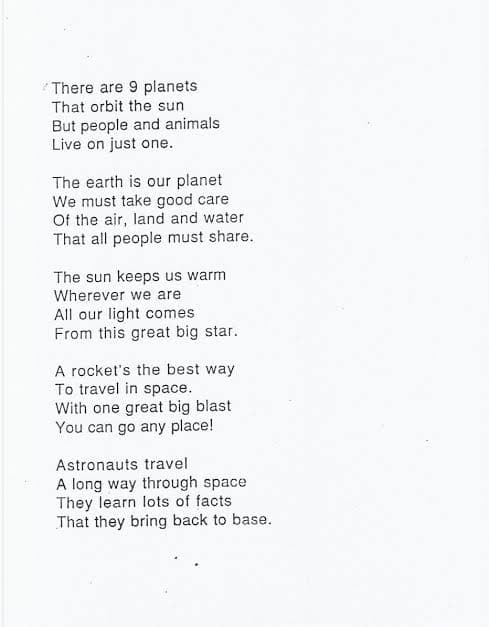 There are 9 planets
That orbit the sun
But people and animals
Live on just one.

The earth is our planet
We must take good care
Of the air, land and water
That all people must share.

The sun keeps us warm
Wherever we are
All our light comes
From this great big star.

A rocket's the best way
To travel in space.
With one great big blast
You can go any place!

Astronauts travel
A long way through space
They learn lots of facts
That they bring back to base.